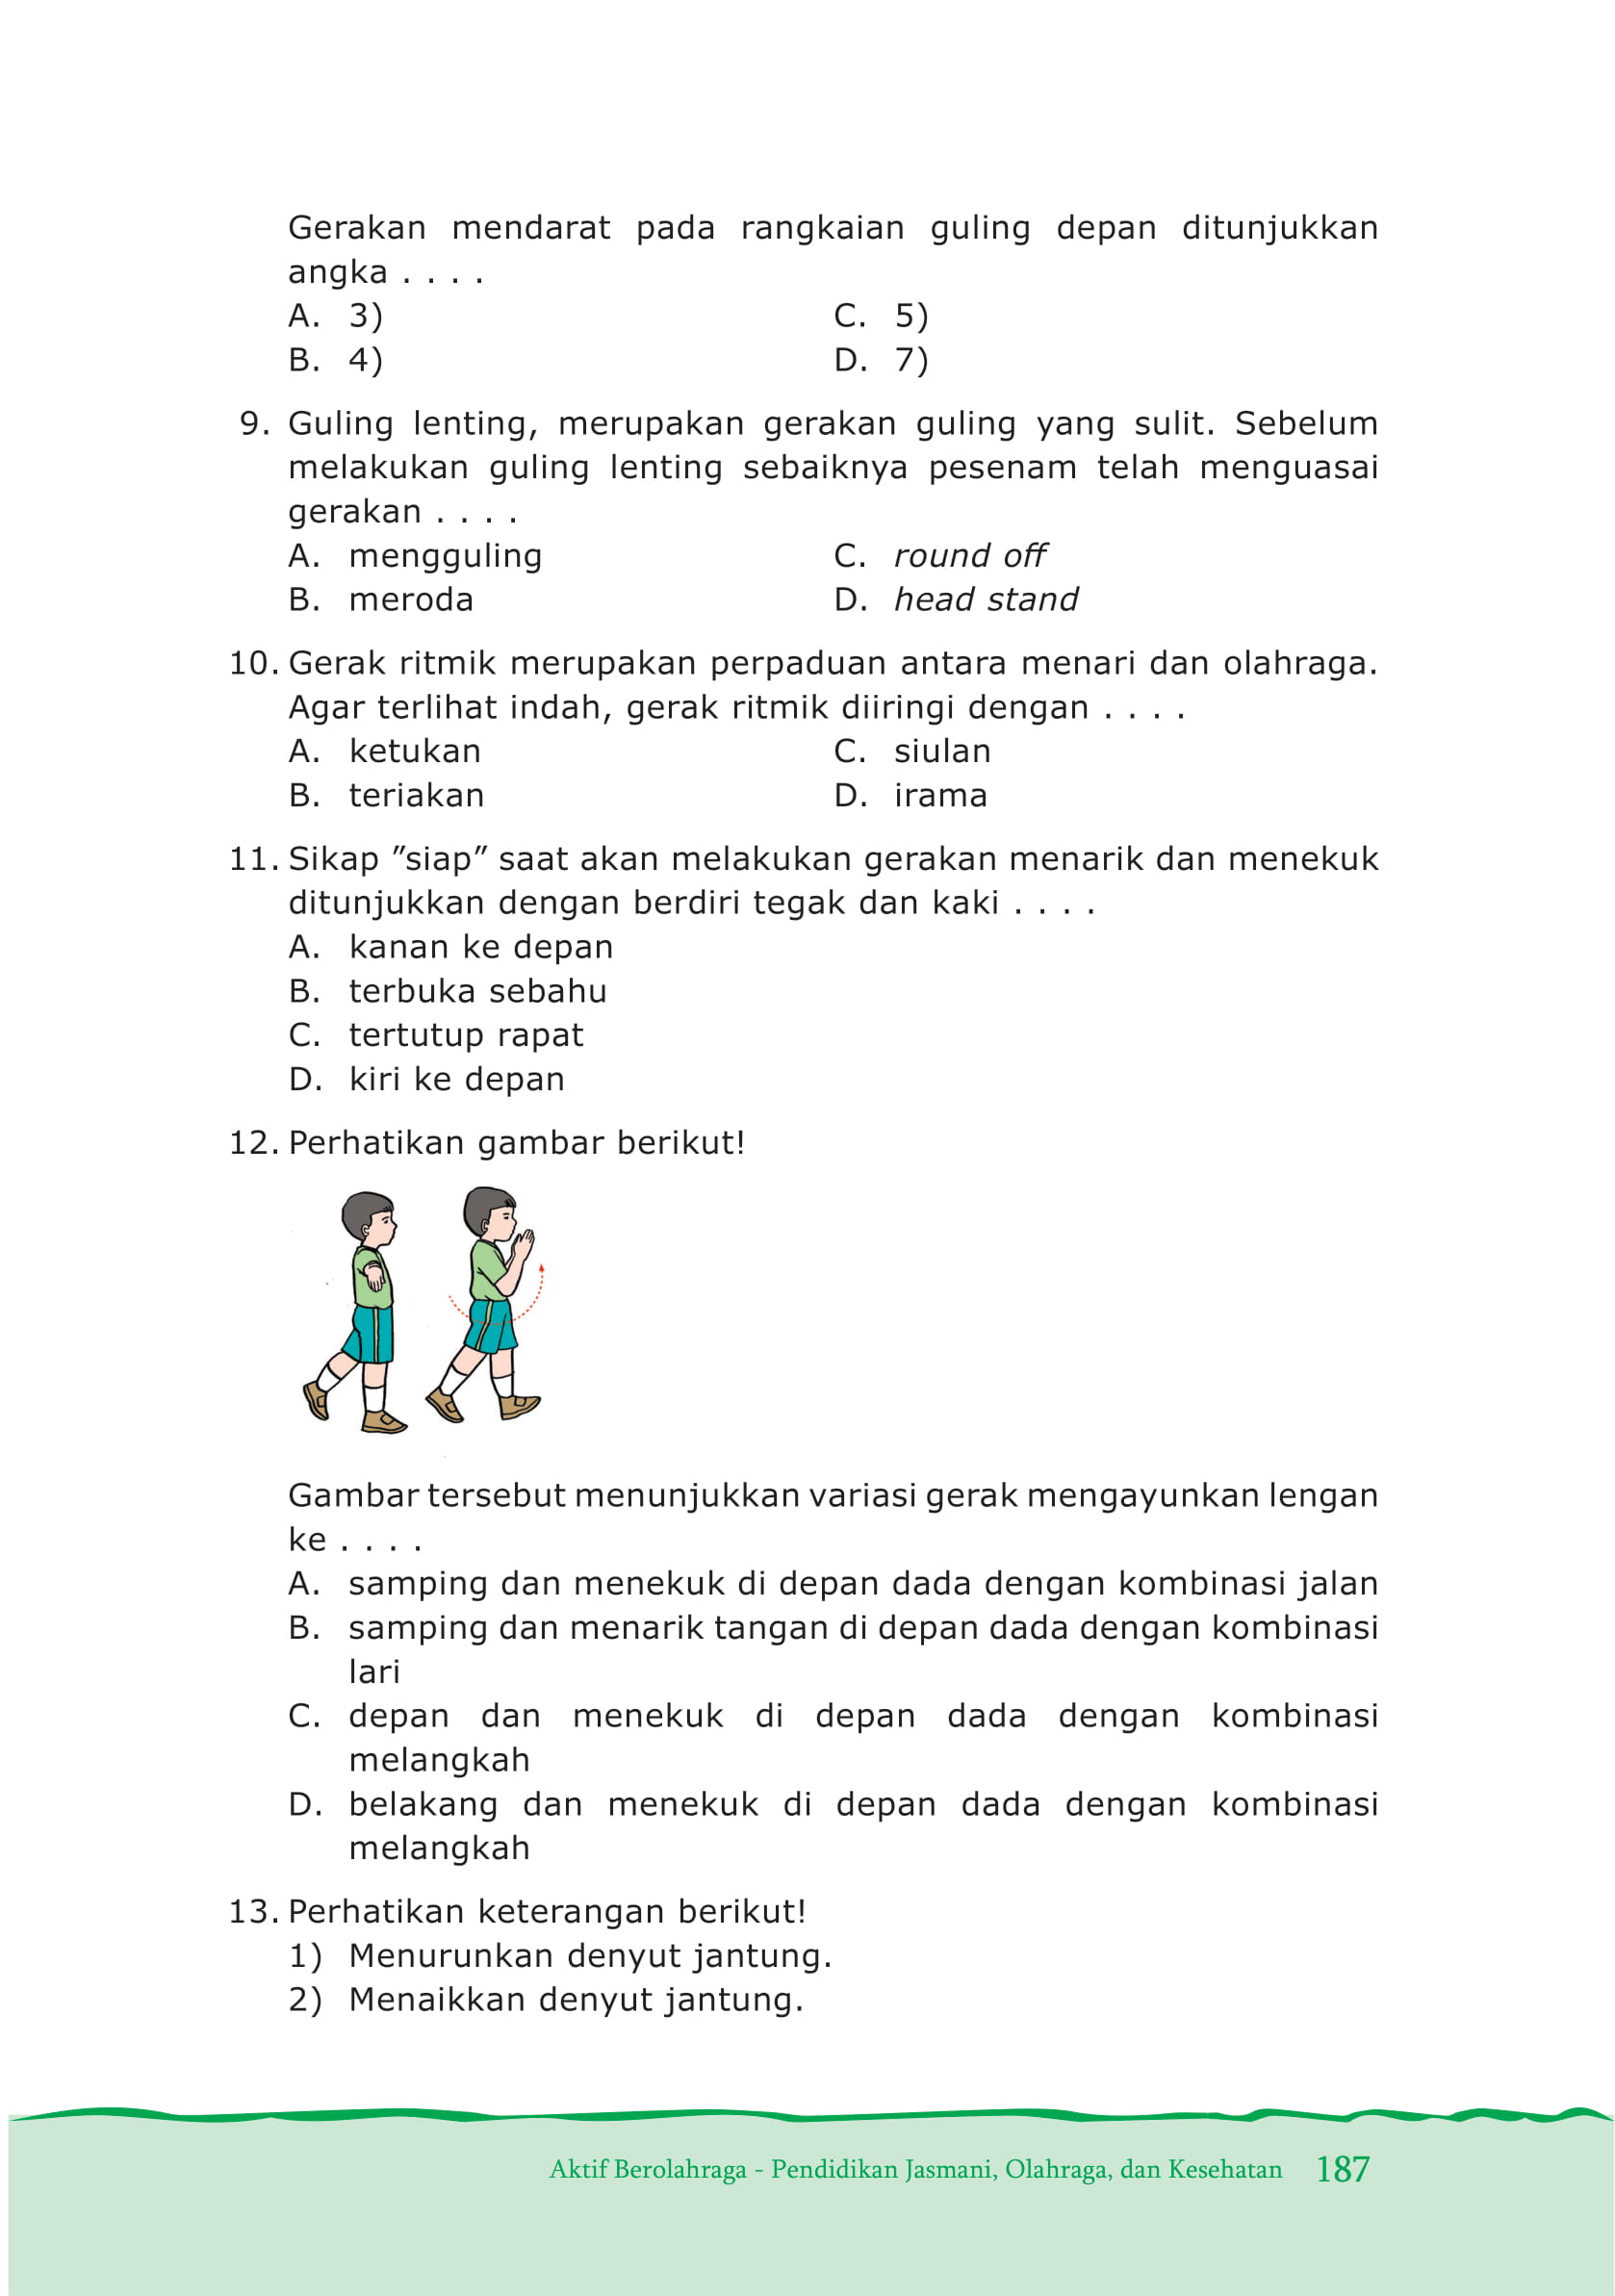 Gerakan mendarat pada rangkaian guling depan ditunjukkan
angka . . . .
A. 3)
C. 5)
B. 4)
D. 7)
9. Guling lenting, merupakan gerakan guling yang sulit. Sebelum
melakukan guling lenting sebaiknya pesenam telah menguasai
gerakan . . . .
A. mengguling
C. round off
B. meroda
D. head stand
10. Gerak ritmik merupakan perpaduan antara menari dan olahraga.
Agar terlihat indah, gerak ritmik diiringi dengan . . . .
A. ketukan
C. siulan
B. teriakan
D. irama
11. Sikap ”siap” saat akan melakukan gerakan menarik dan menekuk
ditunjukkan dengan berdiri tegak dan kaki . . . .
A. kanan ke depan
B. terbuka sebahu
C. tertutup rapat
D. kiri ke depan
12. Perhatikan gambar berikut!
Gambar tersebut menunjukkan variasi gerak mengayunkan lengan
ke . . . .
A. samping dan menekuk di depan dada dengan kombinasi jalan
B. samping dan menarik tangan di depan dada dengan kombinasi
lari
C. depan dan menekuk di depan dada dengan kombinasi
melangkah
D. belakang dan menekuk di depan dada dengan kombinasi
melangkah
13. Perhatikan keterangan berikut!
1) Menurunkan denyut jantung.
2) Menaikkan denyut jantung.
Aktif Berolahraga - Pendidikan Jasmani, Olahraga, dan Kesehatan 187